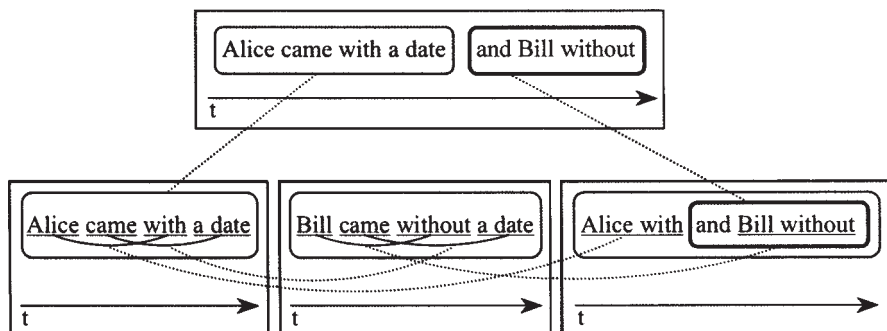 Alice came with a date and Bill without
t
Alice came with a date
t
Bill came without a date
t
Alice with and Bill without
t